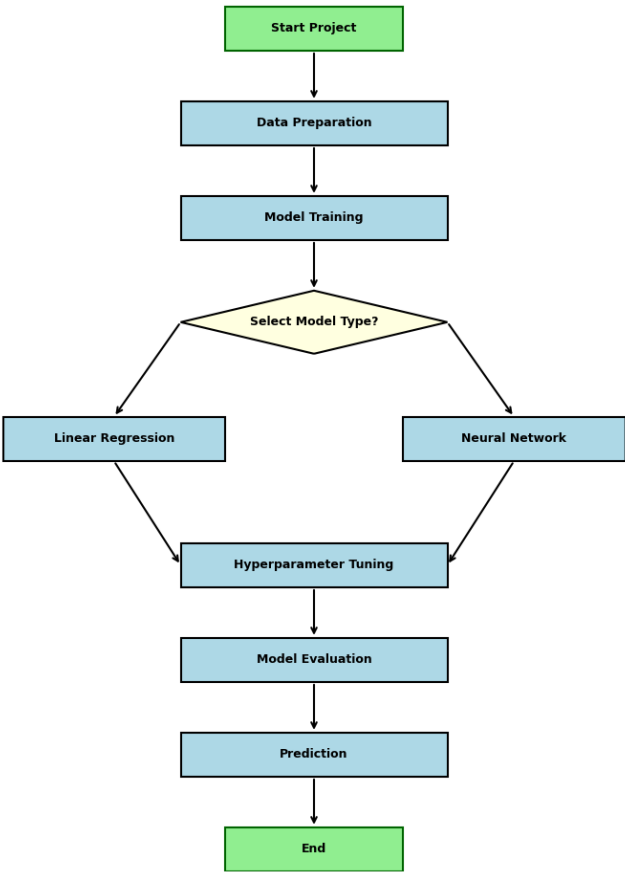 Start Project
Data Preparation
Model Training
Select Model Type?
Linear Regression
Neural Network
Hyperparameter Tuning
Model Evaluation
Prediction
End